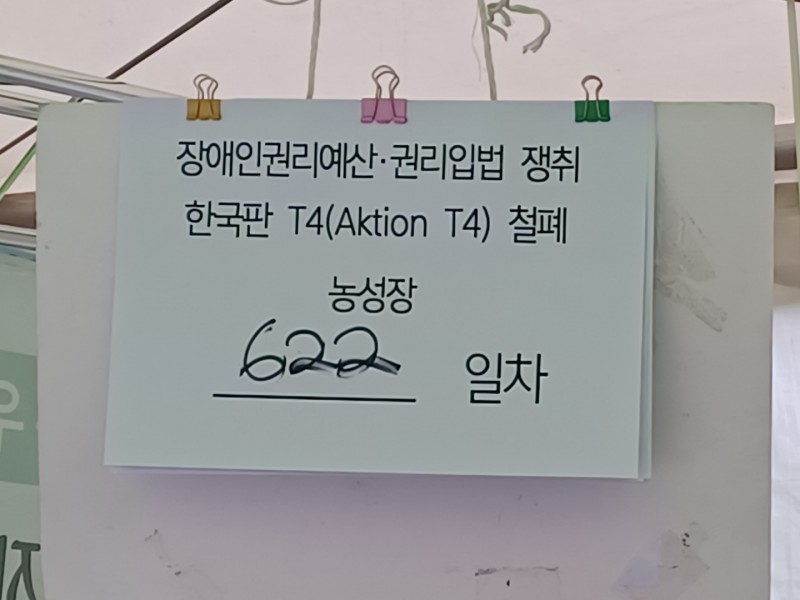 장애인권리예산·권리입법 쟁취
한국판 T4(Aktion T4) 철폐
농성장
622 일차